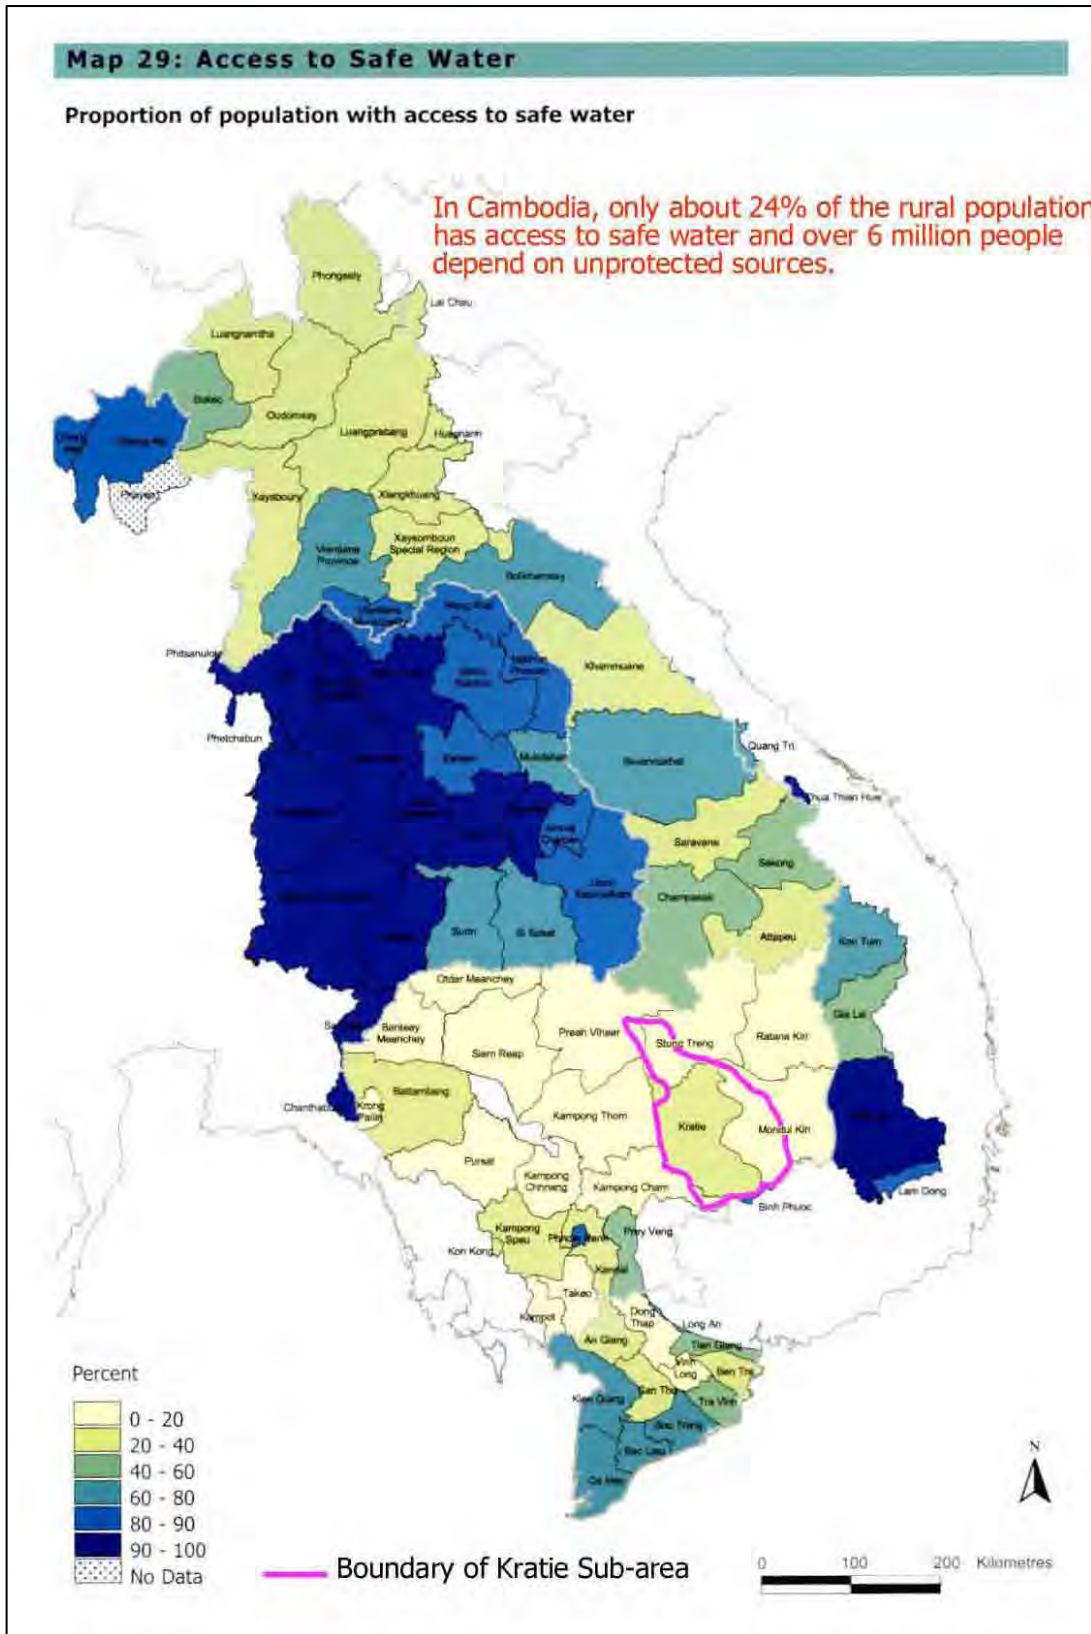 Map 29: Access to Safe Water
Proportion of population with access to safe water
In Cambodia, only about 24% of the rural population
has access to safe water and over 6 million people
depend on unprotected sources.
Phongsaly
Lai Chau
Luangnamtha
Bokeo
Oudomxay
Luangprabang
Huaphanh
Phayao
Xayaboury
Xiengkhuang
Xaysomboun
Special Region
Vientiane
Province
Bolikhamxay
Phitsanulok
Khammuane
Phetchabun
Mukdahan
Savannakhet
Quang Tri
Thua Thien Hue
Saravane
Sekong
Champasak
Attapeu
Surin
Si Saket
Kon Tum
Gia Lai
Otdar Meanchey
Banteay
Meanchey
Siem Reap
Preah Viheer
Stung Treng
Ratana Kiri
Battambang
Chanthaburi
Krong
Pailin
Kampong Thom
Kratie
Mondul Kiri
Pursat
Kampong
Chhnang
Kampong Cham
Lam Dong
Binh Phuoc
Kampong
Speu
Phnom Penh
Prey Veng
Kon Kong
Kandal
Takeo
Kampot
Dong
Thap
Long An
An Giang
Tien Giang
Vinh
Long
Ben Tre
Can Tho
Tra Vinh
Kien Giang
Soc Trang
Bac Lieu
Ca Mau
Percent
0 - 20
20 - 40
40 - 60
60 - 80
80 - 90
90 - 100
No Data
Boundary of Kratie Sub-area
N
0 100 200 Kilometres